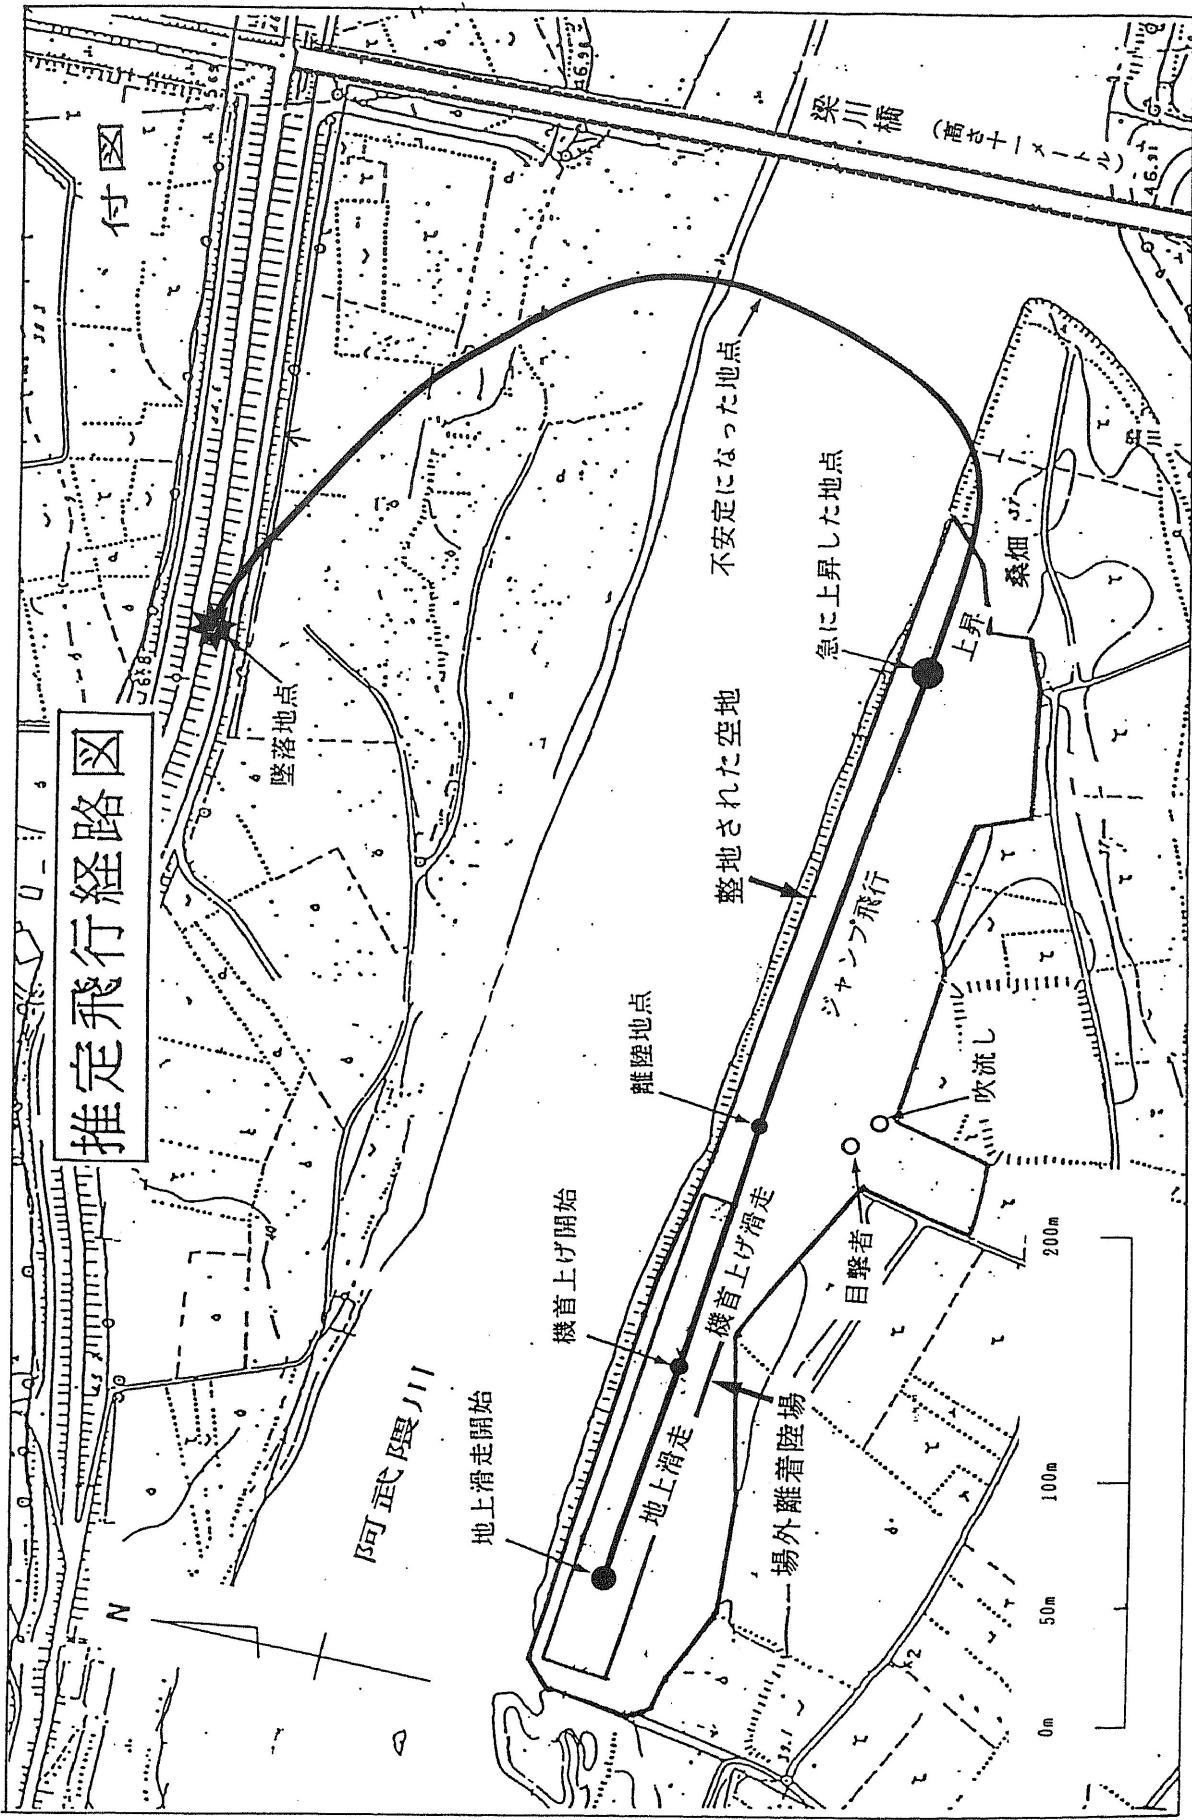 付図
推定飛行経路図
N
阿武隈川
梁川橋
(高さ十一メートル)
墜落地点
不安定になった地点
急に上昇した地点
上昇
桑畑
整地された空地
ジャンプ飛行
離陸地点
吹流し
目撃者
機首上げ開始
機首上げ滑走
地上滑走開始
地上滑走
場外離着陸場
0m
50m
100m
200m